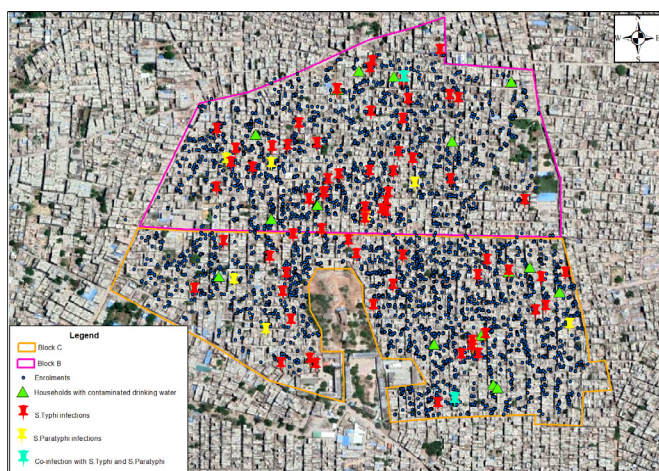 N
W
E
S
Legend
Block C
Block B
Enrolments
Households with contaminated drinking water
S.Typhi infections
S.Paratyphi infections
Co-infection with S.Typhi and S.Paratyphi